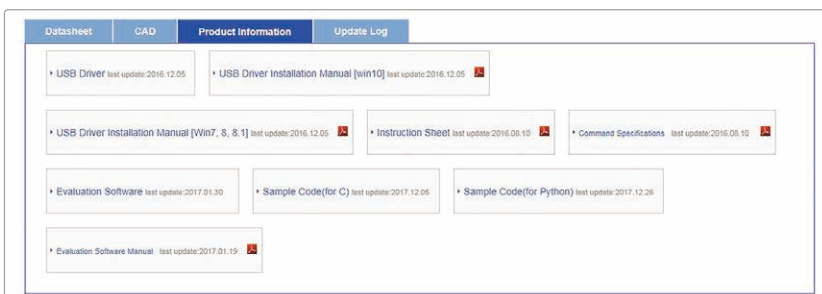 Datasheet CAD Product Information Update Log
USB Driver last update:2016.12.05 USB Driver Installation Manual [win10] last update:2016.12.05
USB Driver Installation Manual [Win7, 8, 8.1] last update:2016.12.05 Instruction Sheet last update:2016.08.10 Command Specifications last update:2016.08.10
Evaluation Software last update:2017.01.30 Sample Code(for C) last update:2017.12.05 Sample Code(for Python) last update:2017.12.26
Evaluation Software Manual last update:2017.01.19